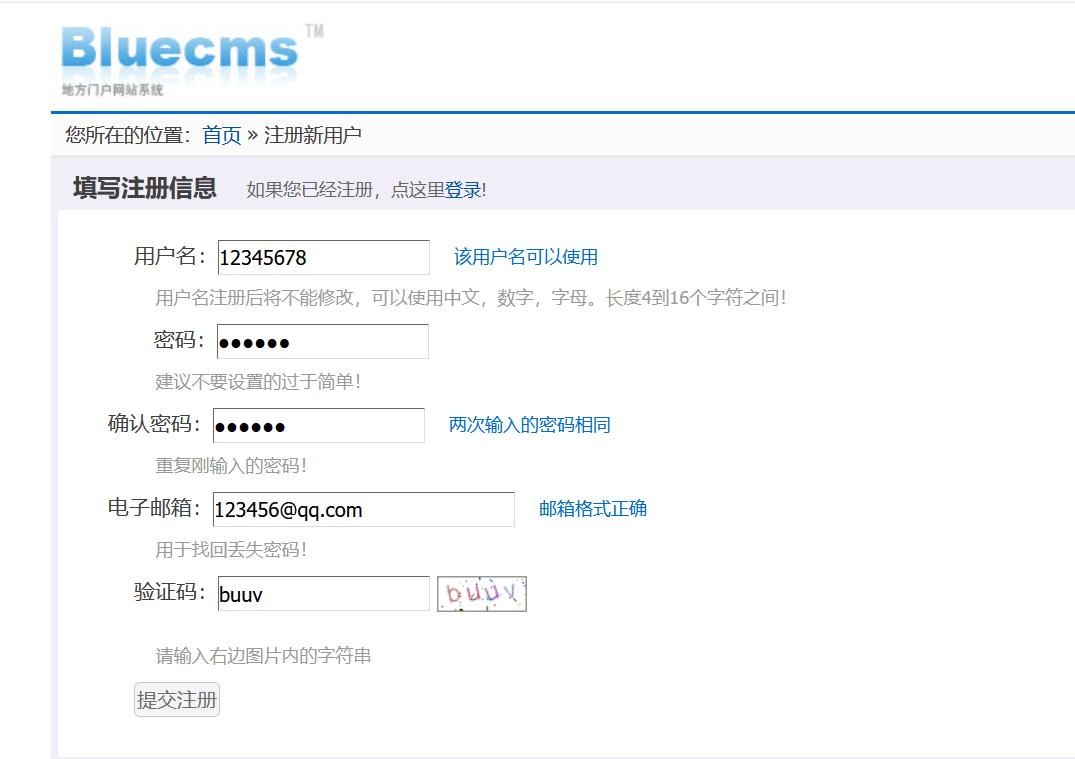 Bluecms TM
地方门户网站系统
您所在的位置：首页 » 注册新用户
填写注册信息 如果您已经注册，点这里登录!
用户名： 12345678 该用户名可以使用
用户名注册后将不能修改，可以使用中文，数字，字母。长度4到16个字符之间！
密码： ●●●●●●
建议不要设置的过于简单！
确认密码： ●●●●●● 两次输入的密码相同
重复刚输入的密码！
电子邮箱： 123456@qq.com 邮箱格式正确
用于找回丢失密码！
验证码： buuv buuv
请输入右边图片内的字符串
提交注册